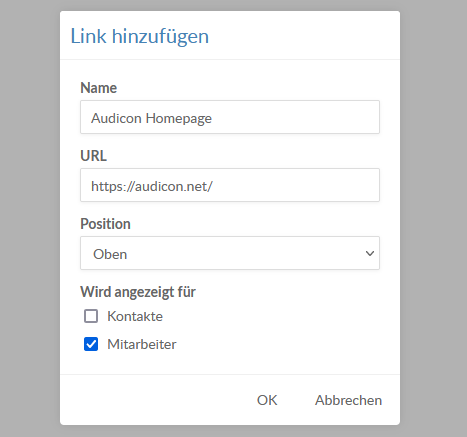 Link hinzufügen
Name
Audicon Homepage
URL
https://audicon.net/
Position
Oben
Wird angezeigt für
Kontakte
Mitarbeiter
OK Abbrechen